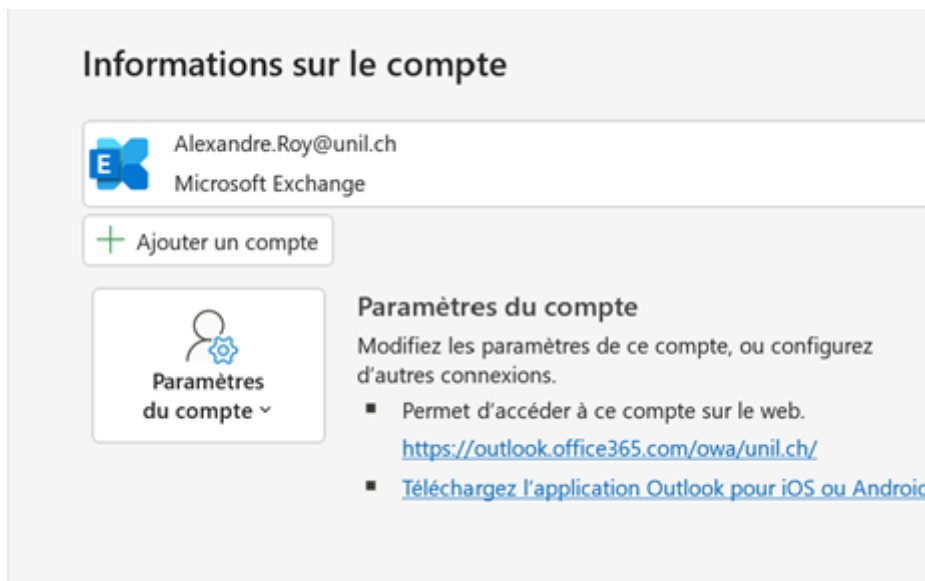 Informations sur le compte
Alexandre.Roy@unil.ch
E
Microsoft Exchange
Ajouter un compte
Paramètres du compte
Modifiez les paramètres de ce compte, ou configurez
d'autres connexions.
Paramètres
du compte
▪ Permet d'accéder à ce compte sur le web.
https://outlook.office365.com/owa/unil.ch/
▪ Téléchargez l'application Outlook pour iOS ou Android